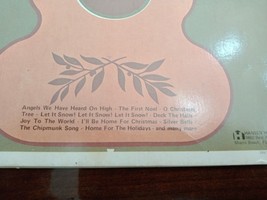 Angels We Have Heard on High · The First Noel · O Christmas
Tree · Let It Snow! Let It Snow! Let It Snow! · Deck The Halls
Joy To The World · I'll Be Home For Christmas · Silver Bells
The Chipmunk Song · Home For The Holidays · and many more